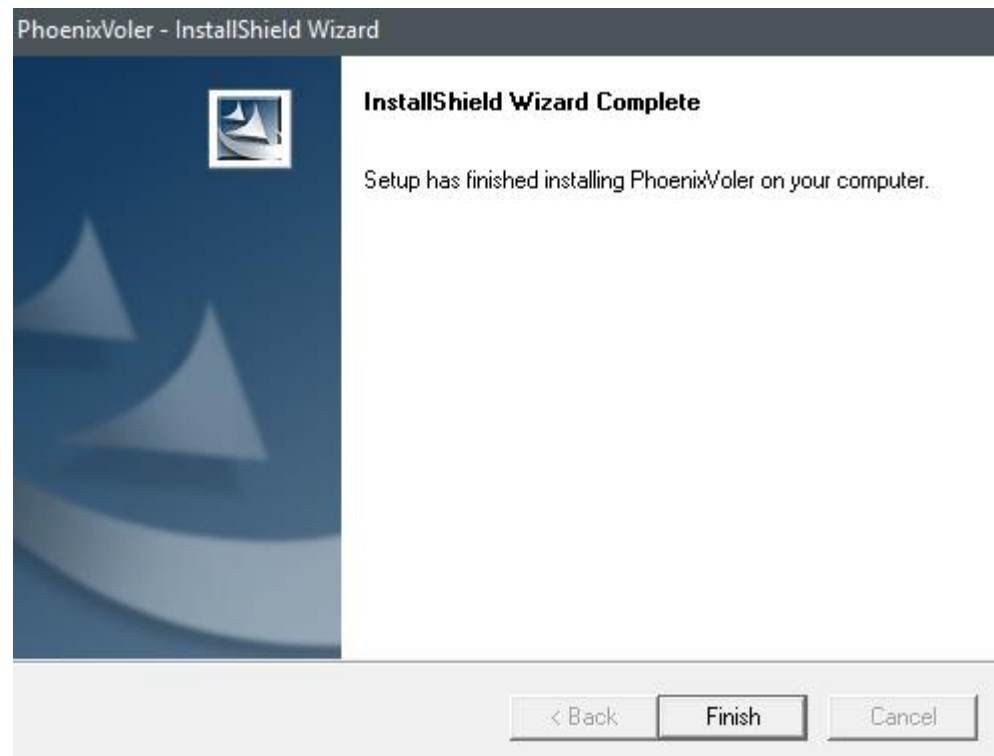 PhoenixVoler - InstallShield Wizard
InstallShield Wizard Complete
Setup has finished installing PhoenixVoler on your computer.
< Back
Finish
Cancel